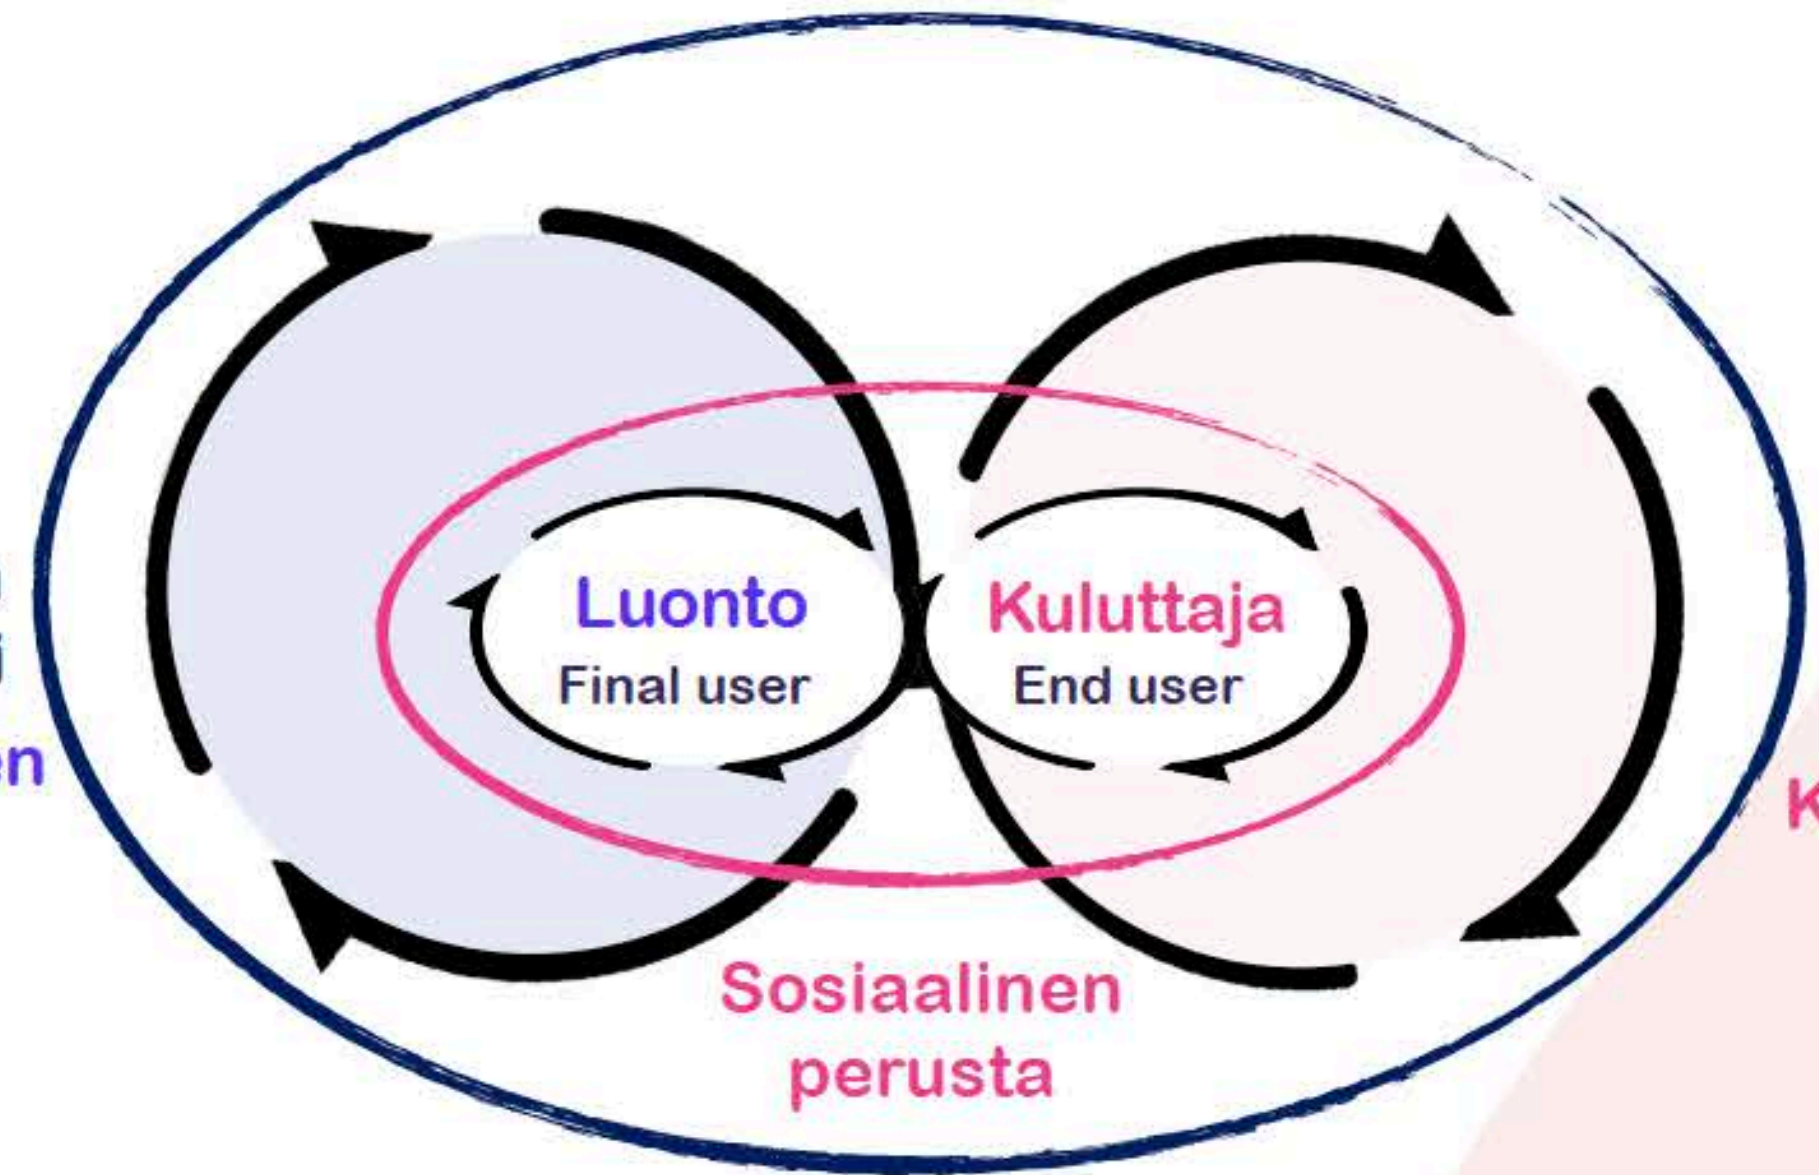 Luonto
Final user
Kuluttaja
End user
Sosiaalinen
perusta